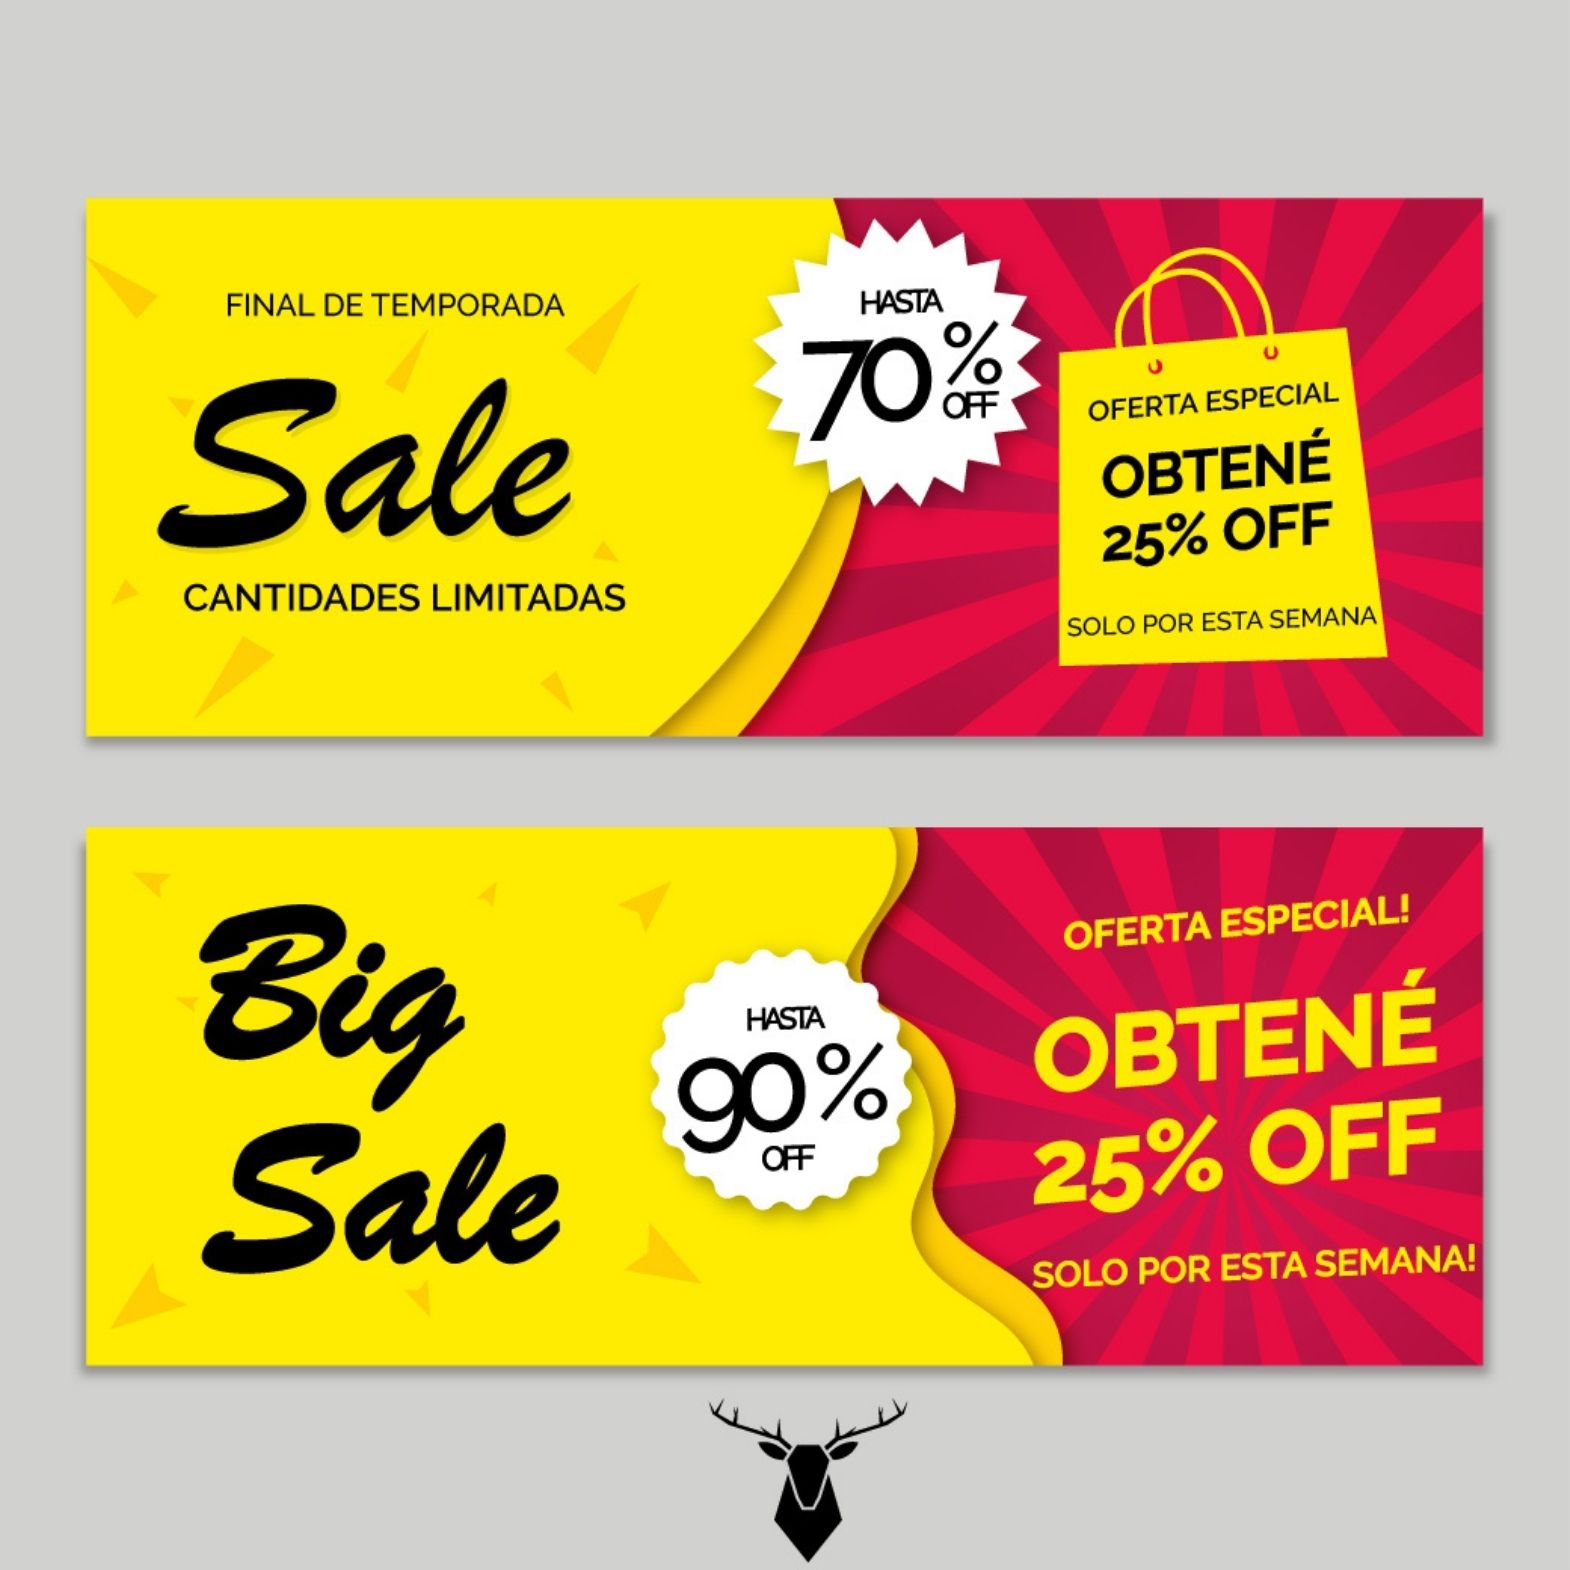 FINAL DE TEMPORADA
Sale
CANTIDADES LIMITADAS
HASTA
70%
OFF
OFERTA ESPECIAL
OBTENÉ
25% OFF
SOLO POR ESTA SEMANA
Big
Sale
HASTA
90%
OFF
OFERTA ESPECIAL!
OBTENÉ
25% OFF
SOLO POR ESTA SEMANA!